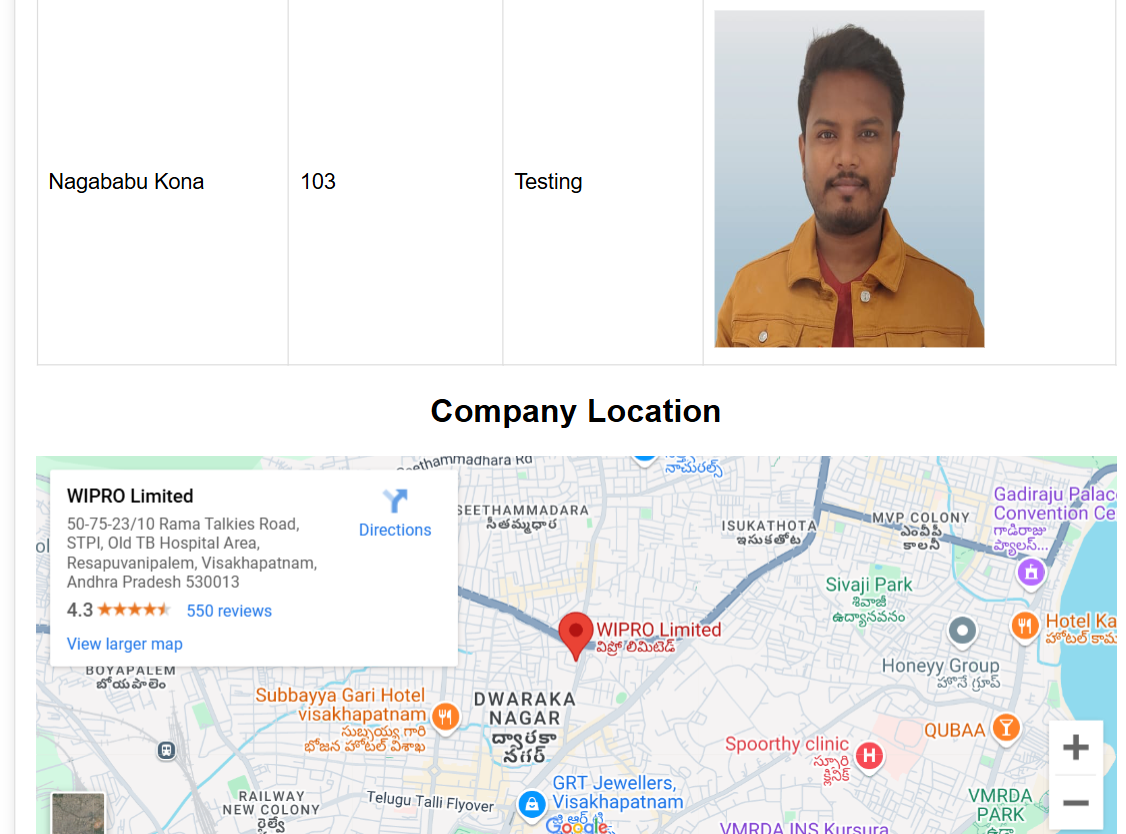 Nagababu Kona
103
Testing
Company Location
WIPRO Limited
50-75-23/10 Rama Talkies Road,
STPI, Old TB Hospital Area,
Resapuvanipalem, Visakhapatnam,
Andhra Pradesh 530013
4.3
550 reviews
View larger map
Directions
నాచురల్స్
SEETHAMMADARA
సీతమ్మధార
ISUKATHOTA
ఇసుకతోట
MVP COLONY
ఎంవీపీ
కాలనీ
Gadiraju Palac
Convention Ce
గాదిరాజు
ప్యాలస్...
Sivaji Park
శివాజీ
ఉద్యానవనం
WIPRO Limited
విప్రో లిమిటెడ్
Hotel Ka
హోటల్ కామ
Honeyy Group
హానే గ్రూప్
BOYAPALEM
బోయపాలెం
Subbayya Gari Hotel
visakhapatnam
సుబ్బయ్య గారి
భోజన హోటల్ విశాఖ
DWARAKA
NAGAR
ద్వారకా
నగర్
QUBAA
Spoorthy clinic
స్ఫూర్తి
క్లినిక్
GRT Jewellers,
Visakhapatnam
జి ఆర్ టి
Google
RAILWAY
NEW COLONY
రైల్వే
Telugu Talli Flyover
VMRDA
PARK
VMRDA INS Kursura